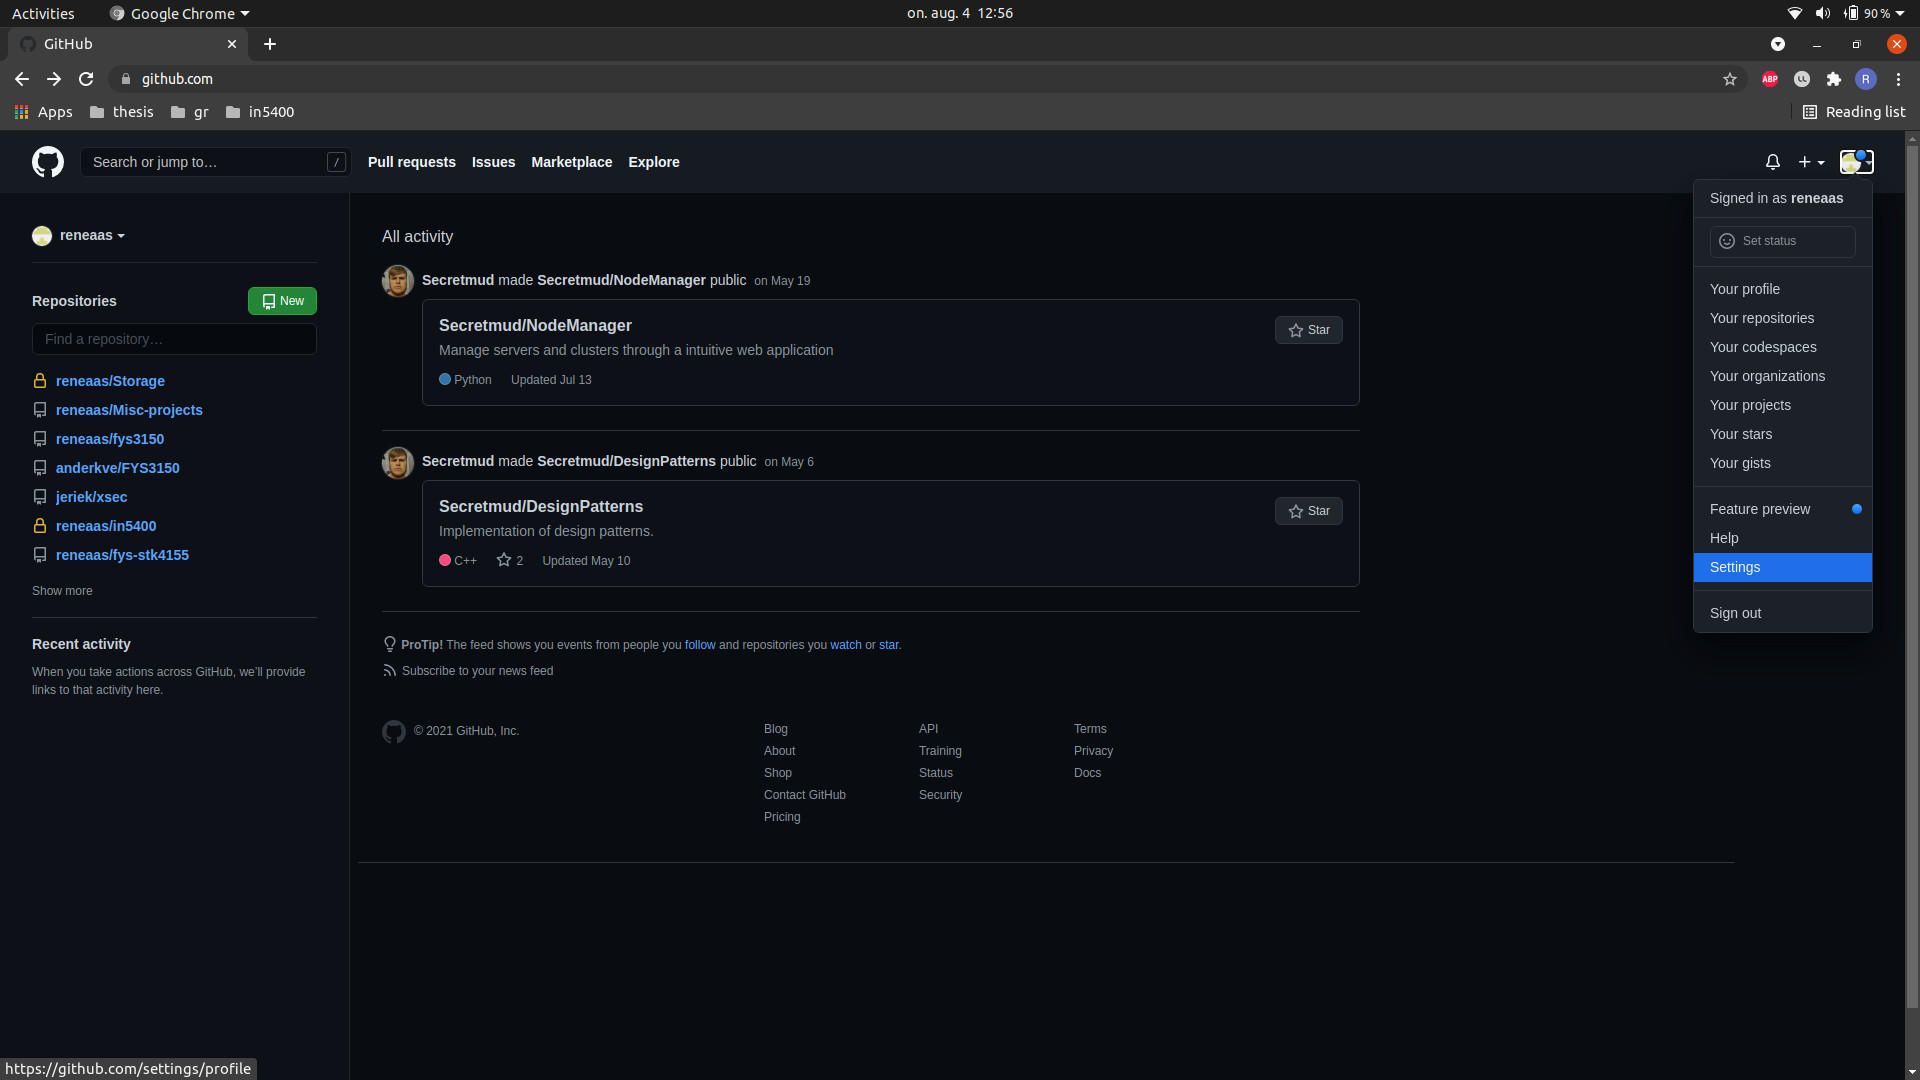 Activities
Google Chrome
on. aug. 4 12:56
90 %
GitHub
github.com
ABP
R
Apps
thesis
gr
in5400
Reading list
Search or jump to…
/
Pull requests
Issues
Marketplace
Explore
reneaas
Repositories
New
Find a repository…
reneaas/Storage
reneaas/Misc-projects
reneaas/fys3150
anderkve/FYS3150
jeriek/xsec
reneaas/in5400
reneaas/fys-stk4155
Show more
Recent activity
When you take actions across GitHub, we’ll provide
links to that activity here.
All activity
Secretmud made Secretmud/NodeManager public on May 19
Secretmud/NodeManager
Star
Manage servers and clusters through a intuitive web application
Python Updated Jul 13
Secretmud made Secretmud/DesignPatterns public on May 6
Secretmud/DesignPatterns
Star
Implementation of design patterns.
C++ 2 Updated May 10
ProTip! The feed shows you events from people you follow and repositories you watch or star.
Subscribe to your news feed
© 2021 GitHub, Inc.
Blog
About
Shop
Contact GitHub
Pricing
API
Training
Status
Security
Terms
Privacy
Docs
Signed in as reneaas
Set status
Your profile
Your repositories
Your codespaces
Your organizations
Your projects
Your stars
Your gists
Feature preview
Help
Settings
Sign out
https://github.com/settings/profile